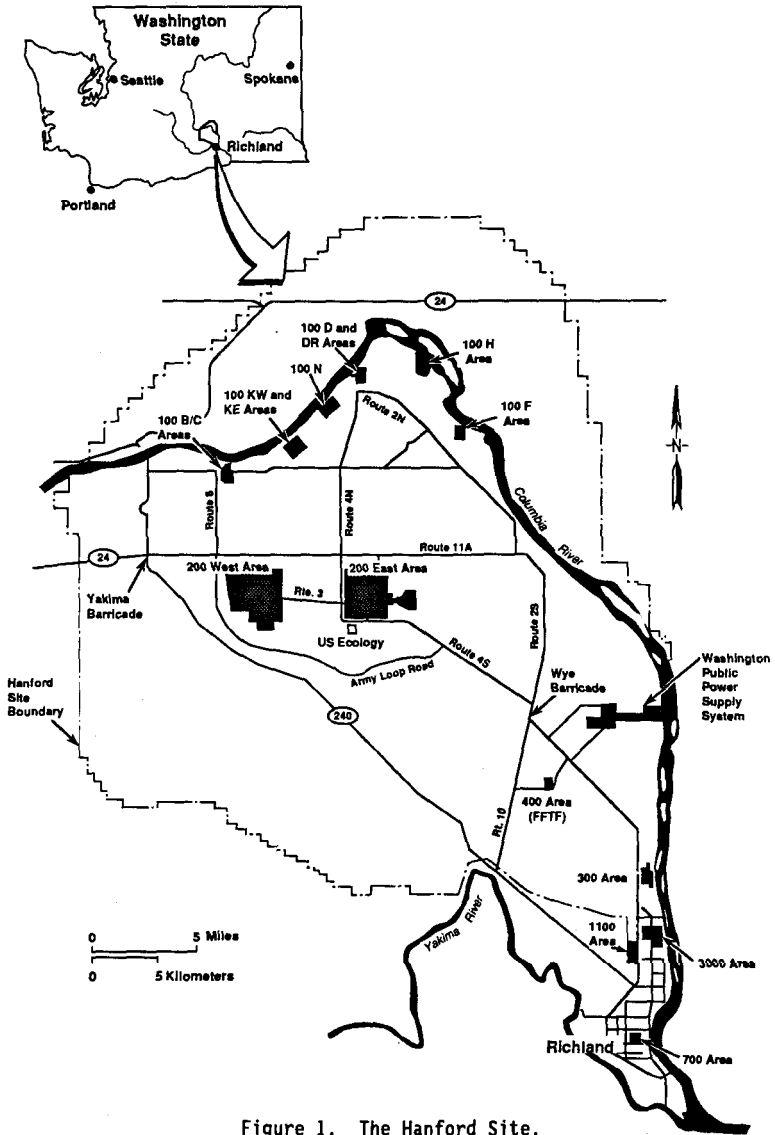 Washington
State
Seattle
Spokane
Richland
Portland
24
100 D and
DR Areas
100 H
Area
100 N
100 KW and
KE Areas
Route 2N
100 F
Area
100 B/C
Areas
N
Route 6
Route 4N
Columbia
River
Route 11A
24
200 West Area
200 East Area
Rte. 3
Yakima
Barricade
US Ecology
Route 2S
Route 4S
Army Loop Road
Wye
Barricade
Washington
Public
Power
Supply
System
Hanford
Site
Boundary
240
400 Area
(FFTF)
Rt. 10
300 Area
Yakima River
1100
Area
3000 Area
0 5 Miles
0 5 Kilometers
Richland
700 Area
Figure 1. The Hanford Site.